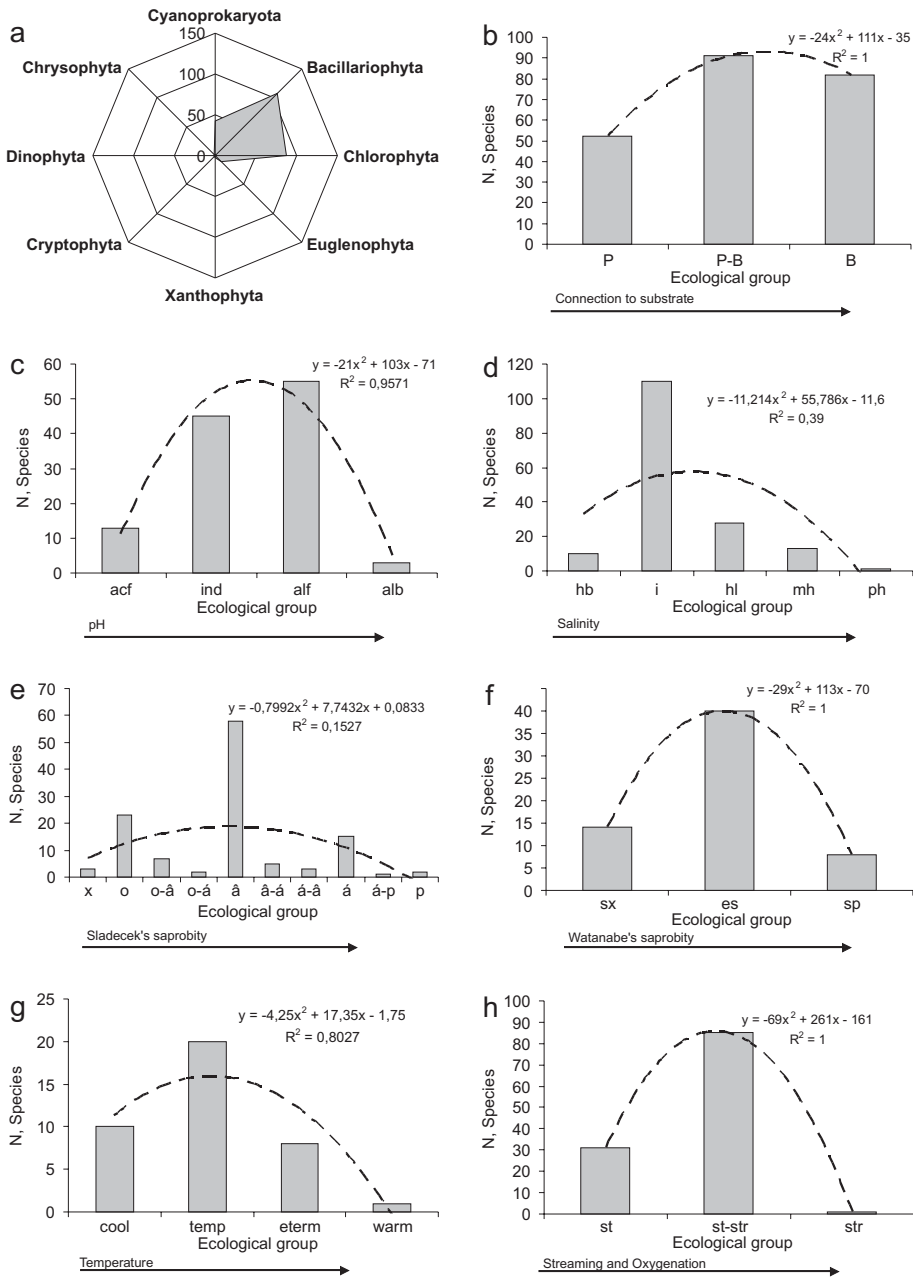 a
Cyanoprokaryota
150
Chrysophyta
100
Bacillariophyta
50
Dinophyta
0
Chlorophyta
Cryptophyta
Euglenophyta
Xanthophyta
b
y = -24x² + 111x - 35
R² = 1
N, Species
100
90
80
70
60
50
40
30
20
10
0
P P-B B
Ecological group
Connection to substrate
c
y = -21x² + 103x - 71
R² = 0,9571
N, Species
60
50
40
30
20
10
0
acf ind alf alb
Ecological group
pH
d
y = -11,214x² + 55,786x - 11,6
R² = 0,39
N, Species
120
100
80
60
40
20
0
hb i hl mh ph
Ecological group
Salinity
e
y = -0,7992x² + 7,7432x + 0,0833
R² = 0,1527
N, Species
70
60
50
40
30
20
10
0
x o o-â o-á â â-á á-â á á-p p
Ecological group
Sladecek's saprobity
f
y = -29x² + 113x - 70
R² = 1
N, Species
40
35
30
25
20
15
10
5
0
sx es sp
Ecological group
Watanabe's saprobity
g
y = -4,25x² + 17,35x - 1,75
R² = 0,8027
N, Species
25
20
15
10
5
0
cool temp eterm warm
Ecological group
Temperature
h
y = -69x² + 261x - 161
R² = 1
N, Species
100
90
80
70
60
50
40
30
20
10
0
st st-str str
Ecological group
Streaming and Oxygenation